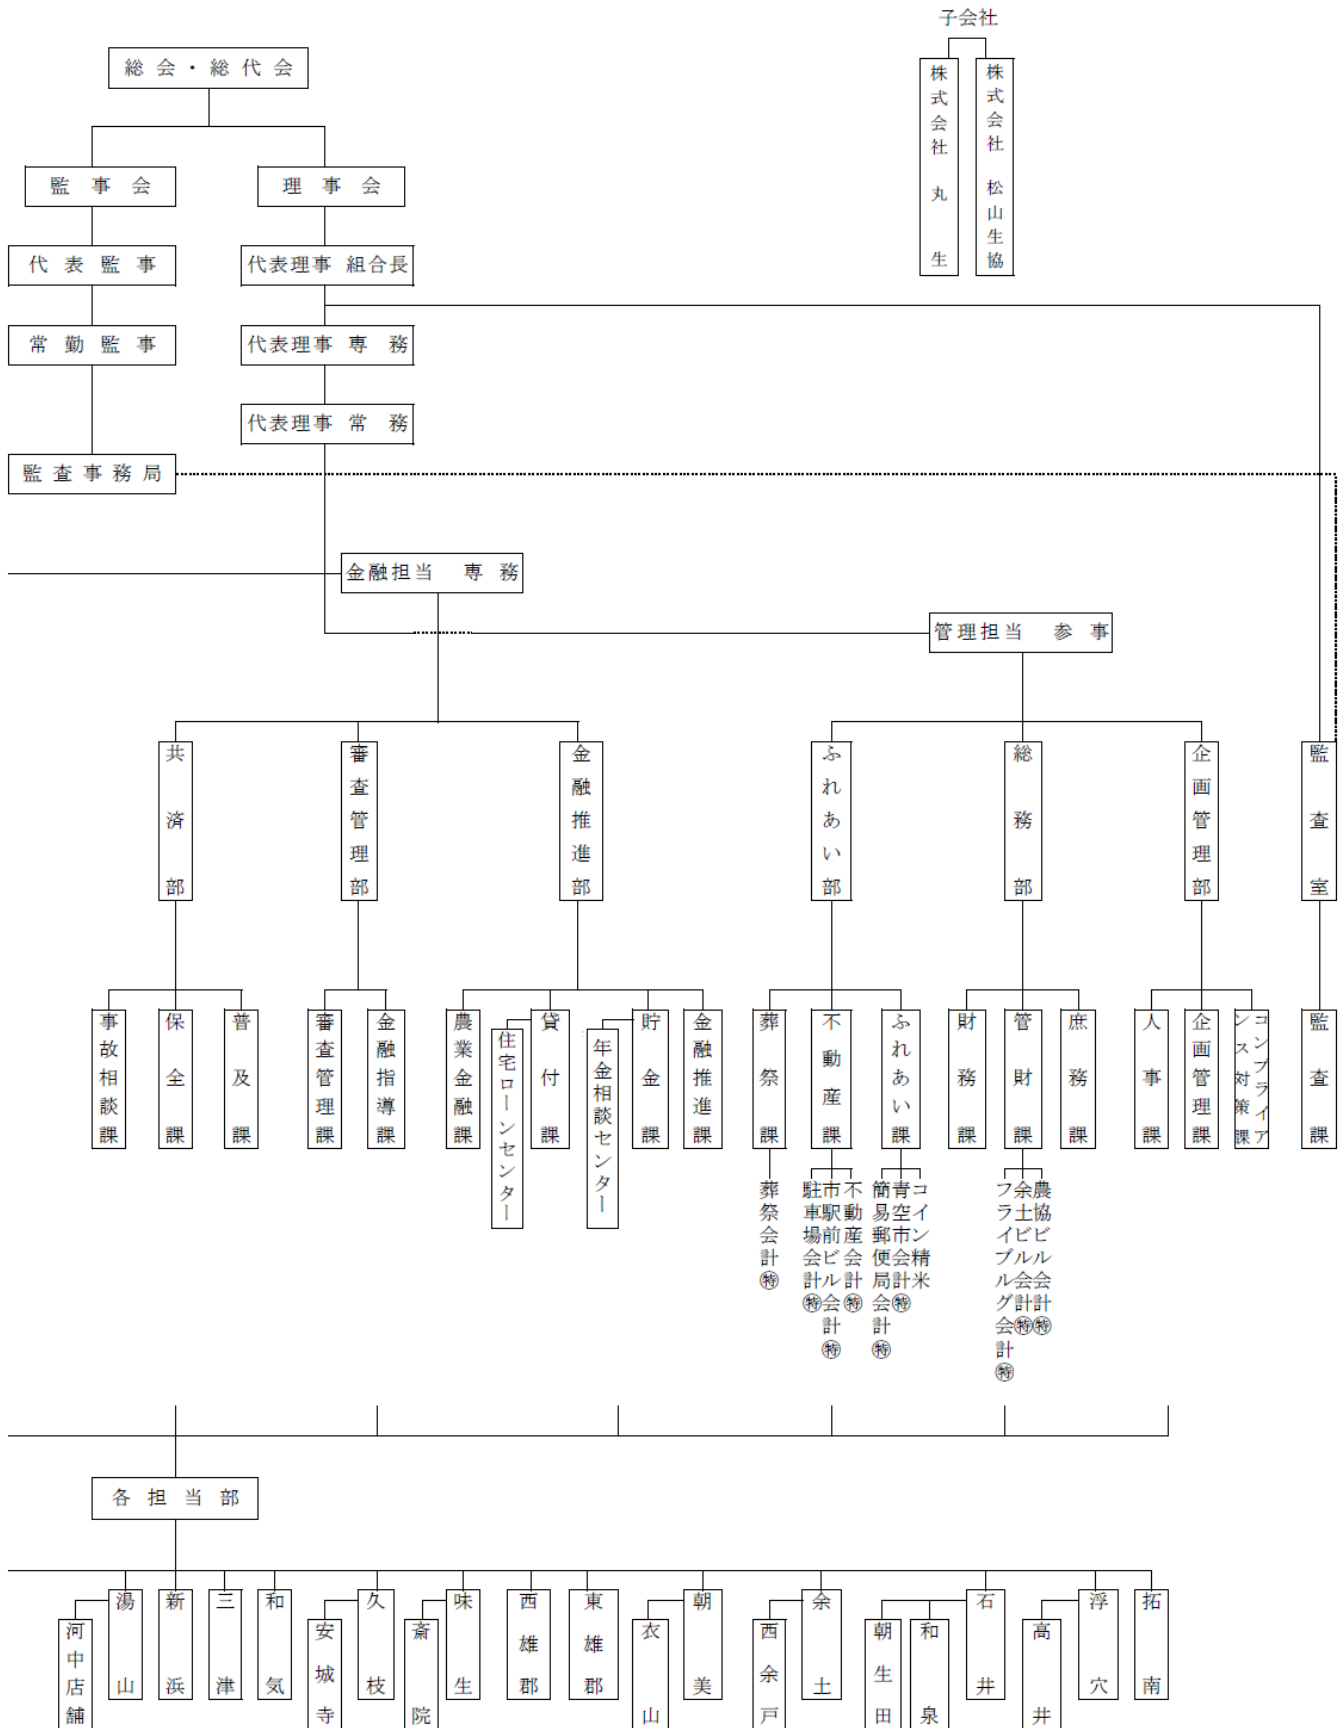 子会社
総会・総代会
株式会社 丸生
株式会社 松山生協
監事会
理事会
代表監事
代表理事 組合長
常勤監事
代表理事 専務
代表理事 常務
監査事務局
金融担当 専務
管理担当 参事
共済部
審査管理部
金融推進部
ふれあい部
総務部
企画管理部
監査室
事故相談課
保全課
普及課
審査管理課
金融指導課
農業金融課
住宅ローンセンター
貸付課
年金相談センター
貯金課
金融推進課
葬祭課
不動産課
ふれあい課
財務課
管財課
庶務課
人事課
企画管理課
コンプライア
ンス対策課
監査課
葬祭会計㊕
駐車場会計㊕
市駅前ビル会計㊕
不動産会計㊕
簡易郵便局会計㊕
青空市会計㊕
コイン精米
フライブルグ会計㊕
余土ビル会計㊕
農協ビル会計㊕
各担当部
河中店舗
湯山
新浜
三津
和気
安城寺
久枝
斎院
味生
西雄郡
東雄郡
衣山
朝美
西余戸
余土
朝生田
和泉
石井
高井
浮穴
拓南